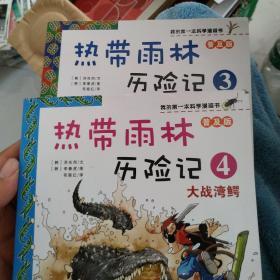 我的第一本科学漫画书
热带雨林
普及版
历险记 3
我的第一本科学漫画书
热带雨林
普及版
历险记 4
大战湾鳄